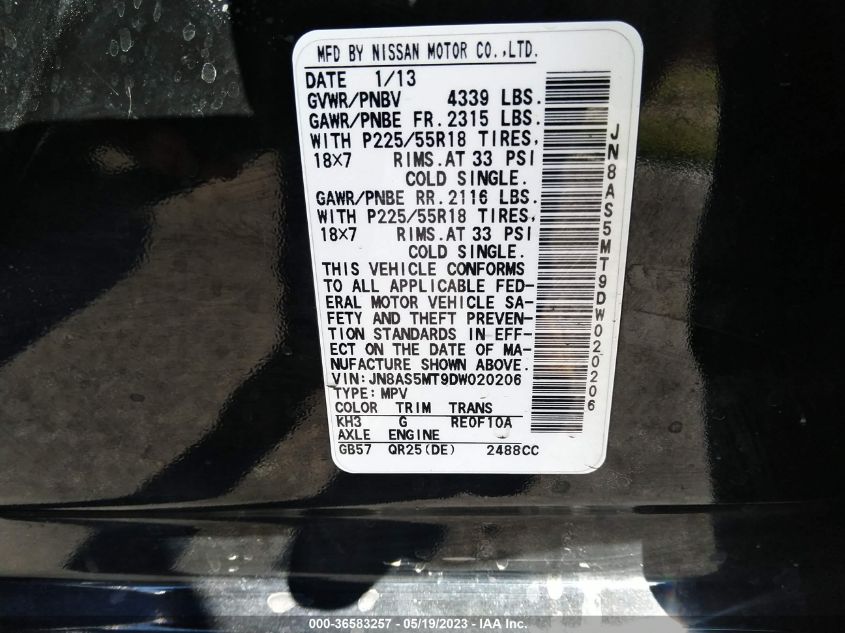 MFD BY NISSAN MOTOR CO.,LTD.
DATE 1/13
GVWR/PNBV 4339 LBS.
GAWR/PNBE FR. 2315 LBS.
WITH P225/55R18 TIRES,
18×7 RIMS.AT 33 PSI
COLD SINGLE.
GAWR/PNBE RR. 2116 LBS.
WITH P225/55R18 TIRES,
18×7 RIMS.AT 33 PSI
COLD SINGLE.
THIS VEHICLE CONFORMS
TO ALL APPLICABLE FED-
ERAL MOTOR VEHICLE SA-
FETY AND THEFT PREVEN-
TION STANDARDS IN EFF-
ECT ON THE DATE OF MA-
NUFACTURE SHOWN ABOVE.
VIN: JN8AS5MT9DW020206
TYPE: MPV
COLOR TRIM TRANS
KH3 G RE0F10A
AXLE ENGINE
GB57 QR25(DE) 2488CC
JN8AS5MT9DW020206
000-36583257 - 05/19/2023 - IAA Inc.